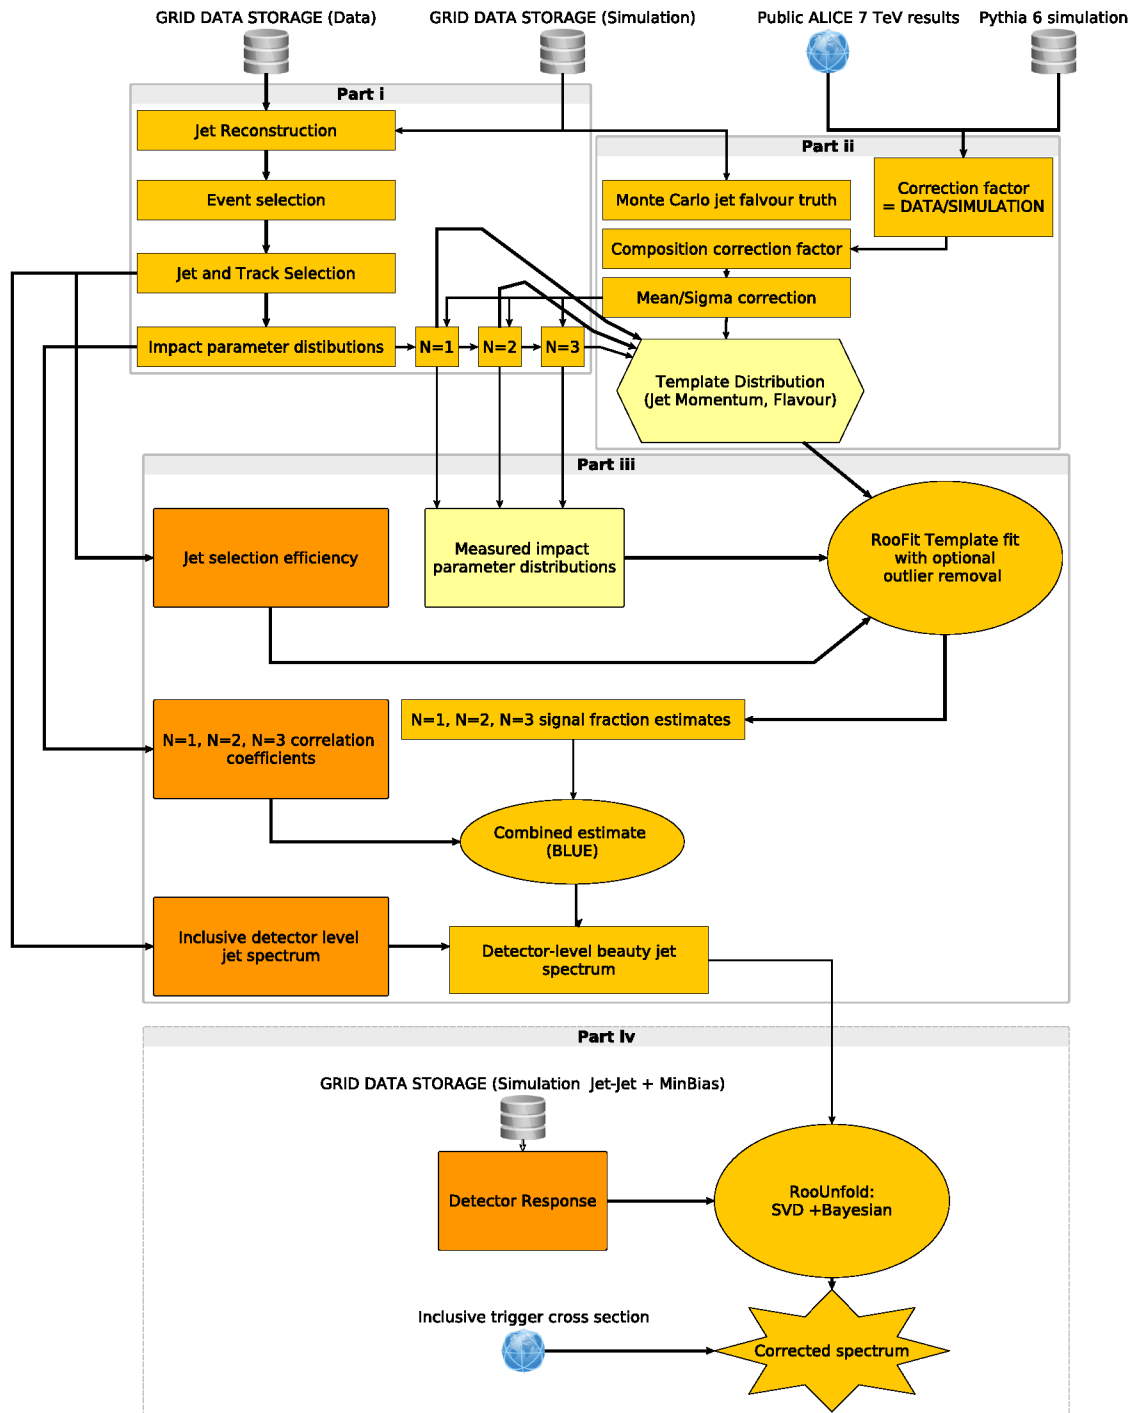 GRID DATA STORAGE (Data)
GRID DATA STORAGE (Simulation)
Public ALICE 7 TeV results
Pythia 6 simulation
Part i
Jet Reconstruction
Event selection
Jet and Track Selection
Impact parameter distibutions
N=1
N=2
N=3
Part ii
Monte Carlo jet falvour truth
Correction factor
= DATA/SIMULATION
Composition correction factor
Mean/Sigma correction
Template Distribution
(Jet Momentum, Flavour)
Part iii
Jet selection efficiency
Measured impact
parameter distributions
RooFit Template fit
with optional
outlier removal
N=1, N=2, N=3 correlation
coefficients
N=1, N=2, N=3 signal fraction estimates
Combined estimate
(BLUE)
Inclusive detector level
jet spectrum
Detector-level beauty jet
spectrum
Part Iv
GRID DATA STORAGE (Simulation  Jet-Jet + MinBias)
Detector Response
RooUnfold:
SVD +Bayesian
Inclusive trigger cross section
Corrected spectrum